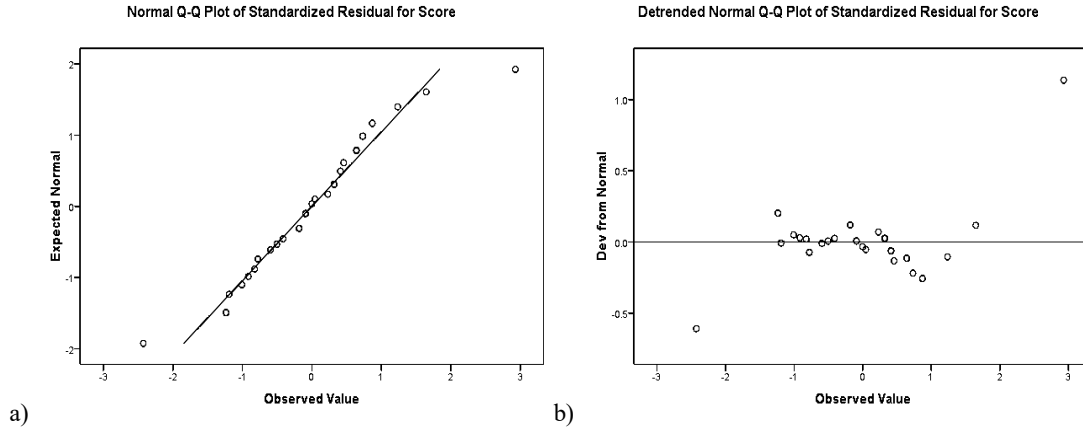 Normal Q-Q Plot of Standardized Residual for Score
Expected Normal
2
1
0
-1
-2
-3
-2
-1
0
1
2
3
Observed Value
a)
Detrended Normal Q-Q Plot of Standardized Residual for Score
Dev from Normal
1.0
0.5
0.0
-0.5
-3
-2
-1
0
1
2
3
Observed Value
b)